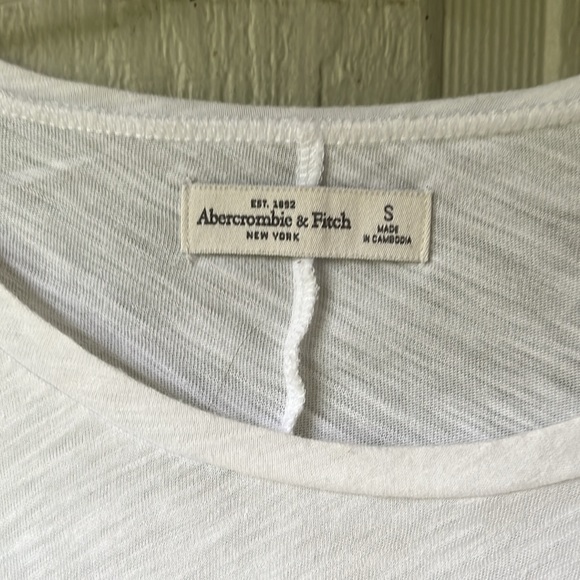 EST. 1892
Abercrombie & Fitch
NEW YORK
S
MADE
IN CAMBODIA